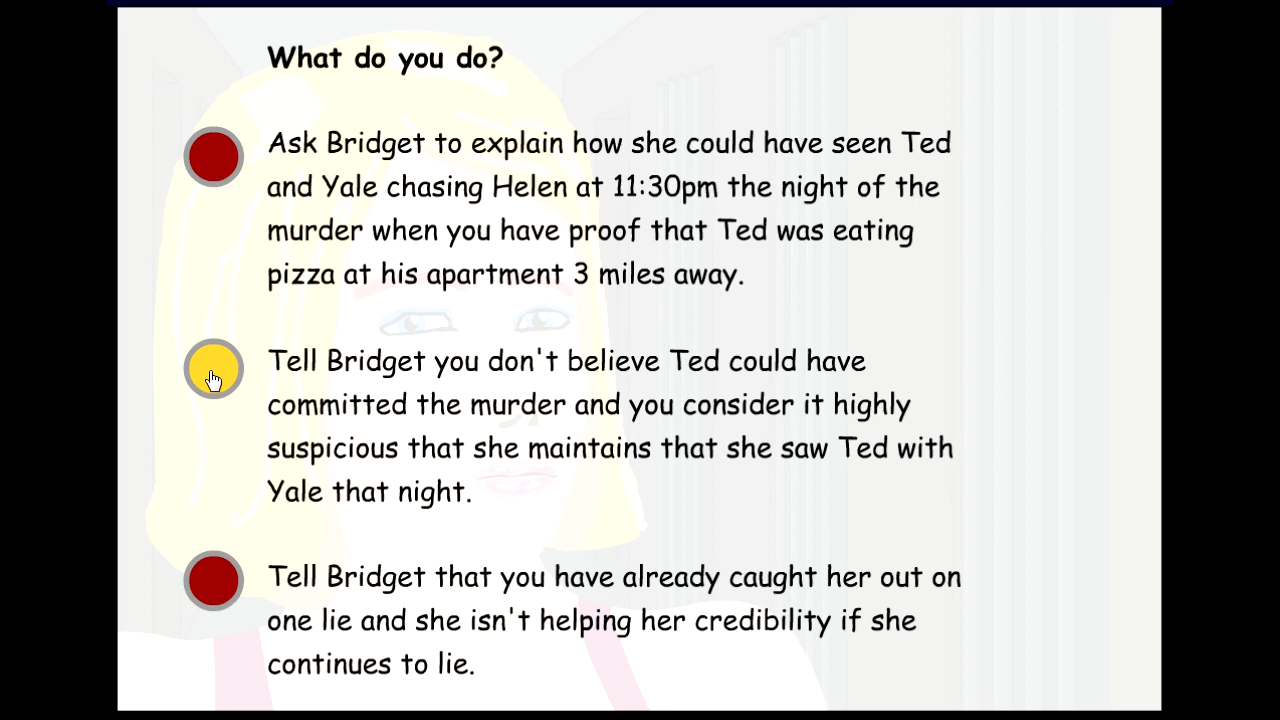 What do you do?
Ask Bridget to explain how she could have seen Ted
and Yale chasing Helen at 11:30pm the night of the
murder when you have proof that Ted was eating
pizza at his apartment 3 miles away.
Tell Bridget you don't believe Ted could have
committed the murder and you consider it highly
suspicious that she maintains that she saw Ted with
Yale that night.
Tell Bridget that you have already caught her out on
one lie and she isn't helping her credibility if she
continues to lie.